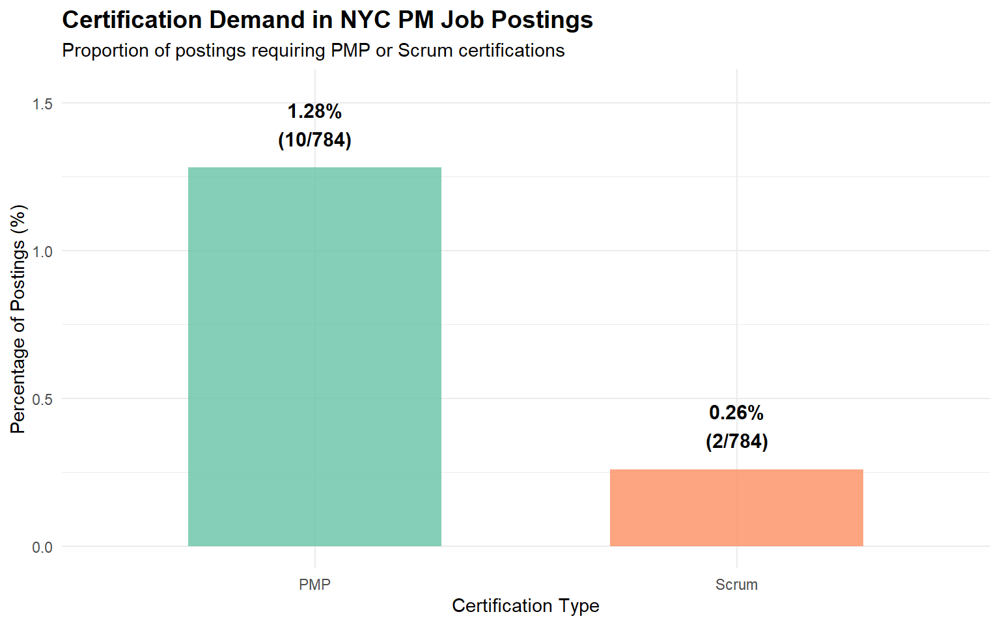 Certification Demand in NYC PM Job Postings
Proportion of postings requiring PMP or Scrum certifications
Percentage of Postings (%)
1.5
1.0
0.5
0.0
1.28%
(10/784)
0.26%
(2/784)
PMP
Scrum
Certification Type